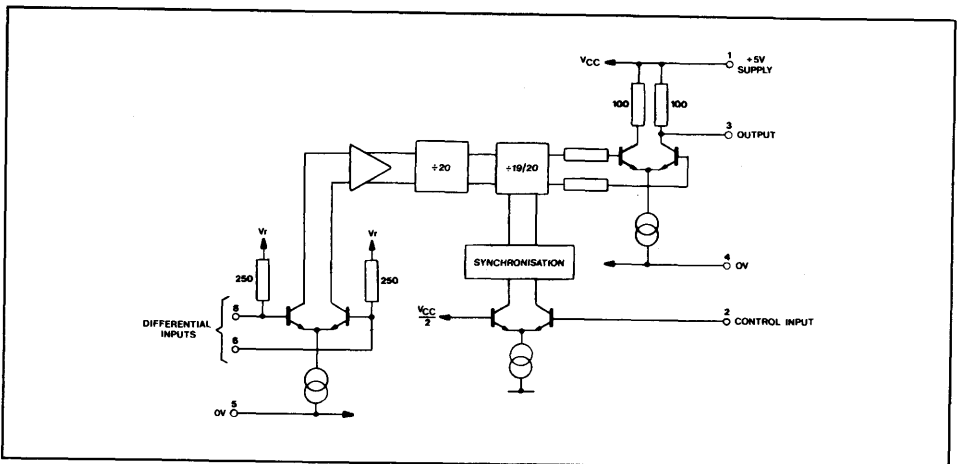 VCC
1
+5V
SUPPLY
100
100
3
OUTPUT
÷20
÷19/20
Vr
Vr
SYNCHRONISATION
4
0V
250
250
DIFFERENTIAL
INPUTS
8
6
VCC
2
2
CONTROL INPUT
5
0V